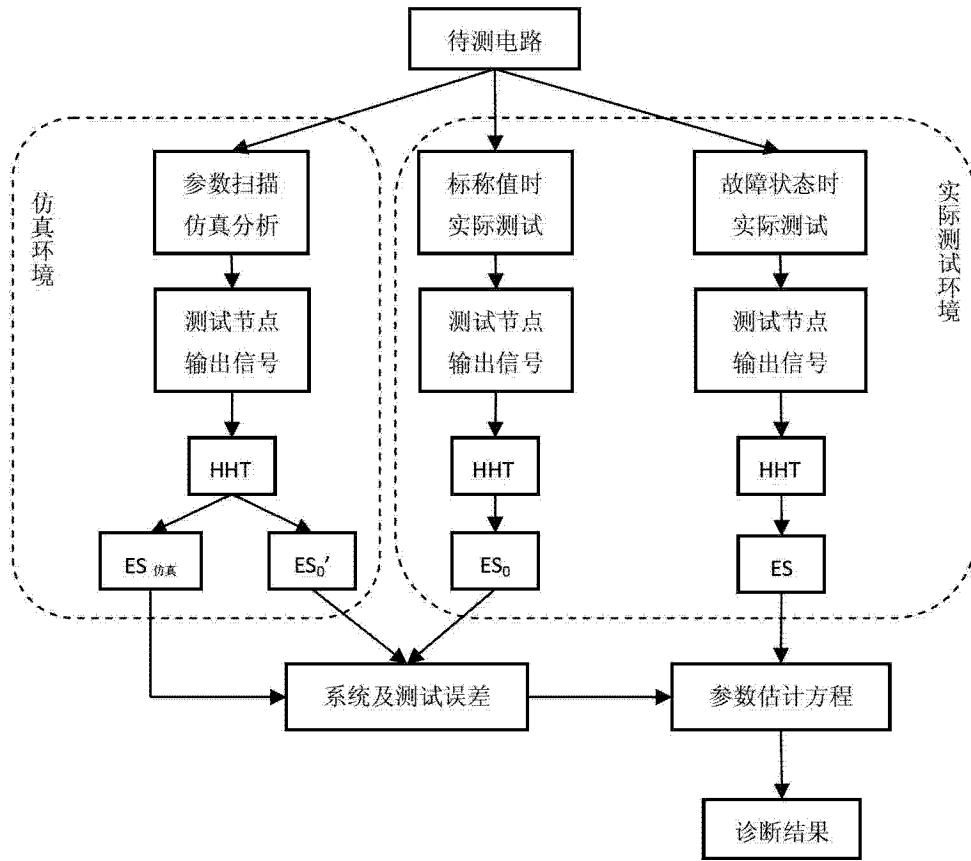 待测电路
仿真环境
参数扫描
仿真分析
标称值时
实际测试
故障状态时
实际测试
实际测试环境
测试节点
输出信号
测试节点
输出信号
测试节点
输出信号
HHT
HHT
HHT
ES 仿真
ES₀′
ES₀
ES
系统及测试误差
参数估计方程
诊断结果